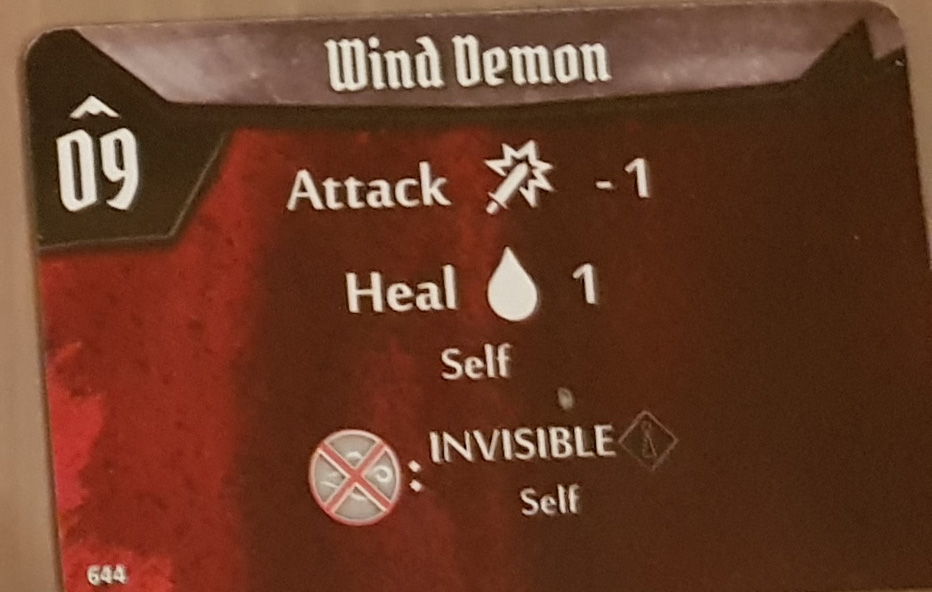 Wind Demon
09
Attack -1
Heal 1
Self
: INVISIBLE
Self
644